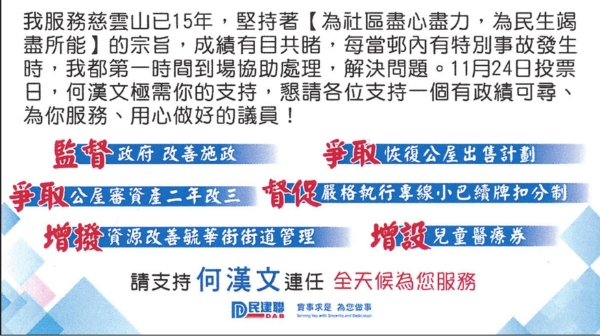 我服務慈雲山已15年，堅持著【為社區盡心盡力，為民生竭
盡所能】的宗旨，成績有目共睹，每當邨內有特別事故發生
時，我都第一時間到場協助處理，解決問題。11月24日投票
日，何漢文極需你的支持，懇請各位支持一個有政績可尋、
為你服務、用心做好的議員！
監督政府 改善施政
爭取恢復公屋出售計劃
爭取公屋審資產二年改三
督促嚴格執行專線小巴續牌扣分制
增撥資源改善毓華街街道管理
增設兒童醫療券
請支持 何漢文連任 全天候為您服務
民建聯 實事求是 為您做事
DAB Serving You with Sincerity and Dedication